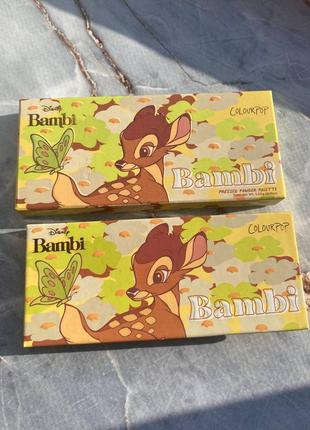 Disney
Bambi
COLOURPOP
Bambi
PRESSED POWDER PALETTE
Disney
Bambi
COLOURPOP
Bambi